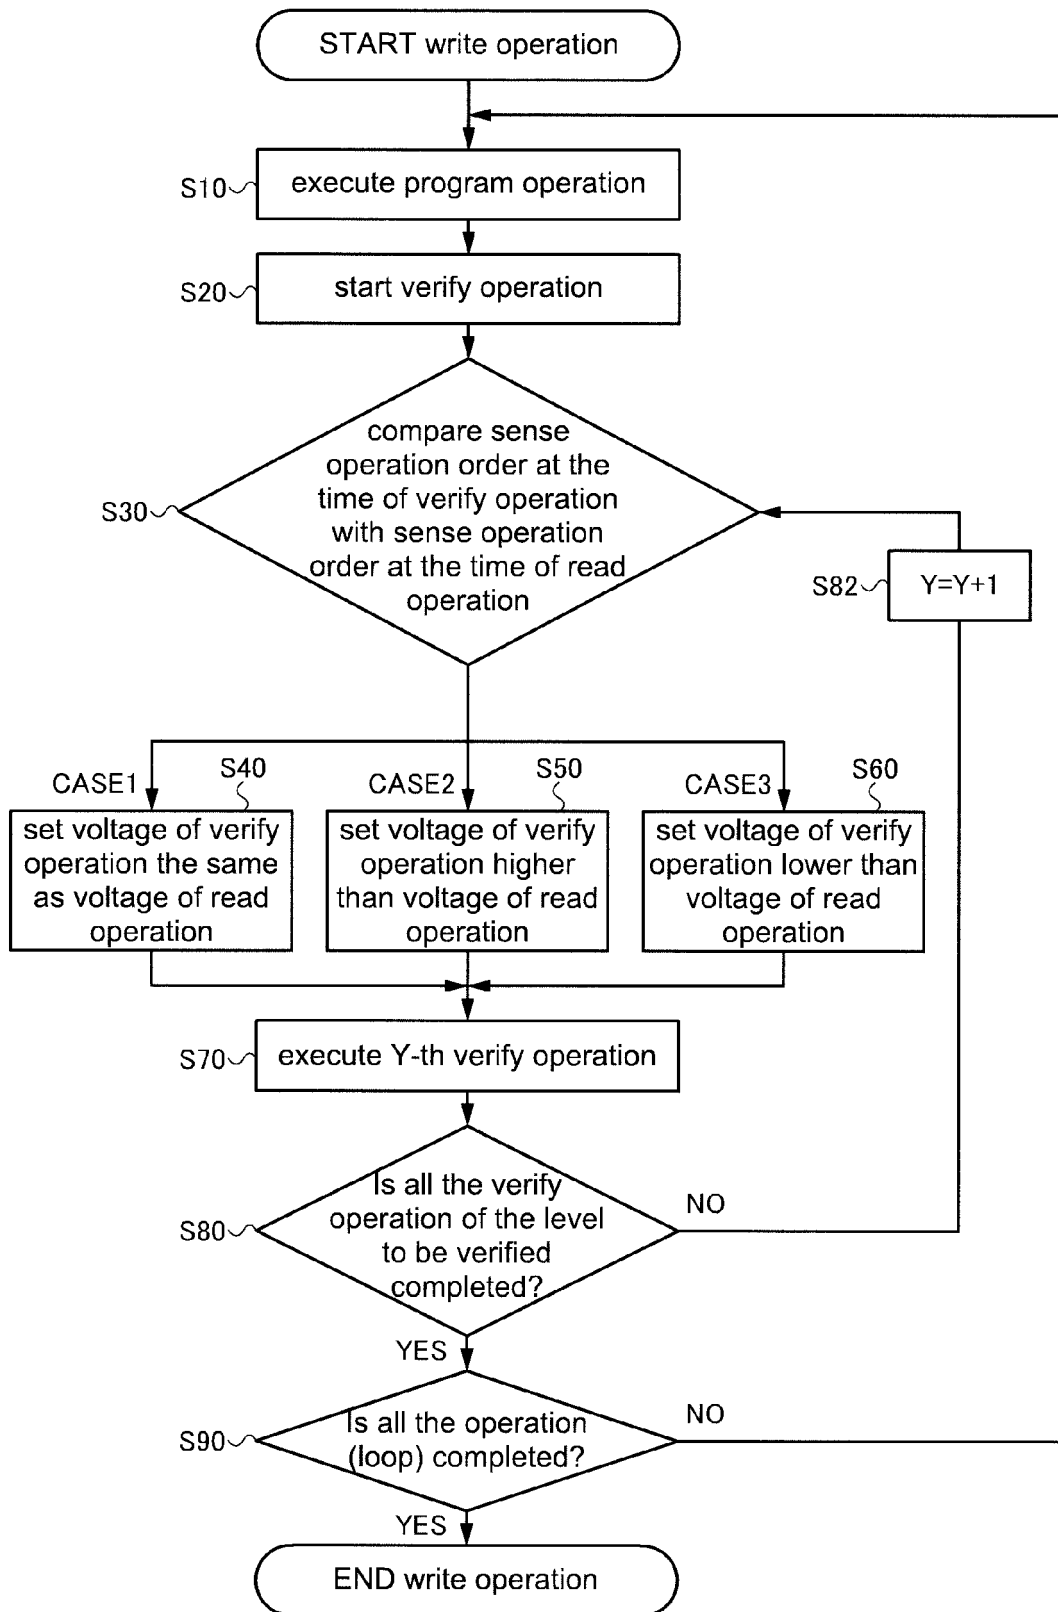 START write operation
S10
execute program operation
S20
start verify operation
S30
compare sense
operation order at the
time of verify operation
with sense operation
order at the time of read
operation
S82
Y=Y+1
CASE1
S40
set voltage of verify
operation the same
as voltage of read
operation
CASE2
S50
set voltage of verify
operation higher
than voltage of read
operation
CASE3
S60
set voltage of verify
operation lower than
voltage of read
operation
S70
execute Y-th verify operation
S80
Is all the verify
operation of the level
to be verified
completed?
NO
YES
S90
Is all the operation
(loop) completed?
NO
YES
END write operation